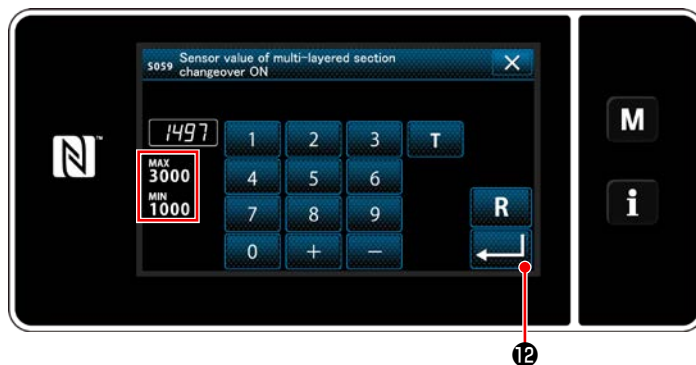 S059 Sensor value of multi-layered section
changeover ON
X
1497
1 2 3 T
MAX
3000
4 5 6
MIN
1000
7 8 9 R
0 + −
M
i
N
⓬